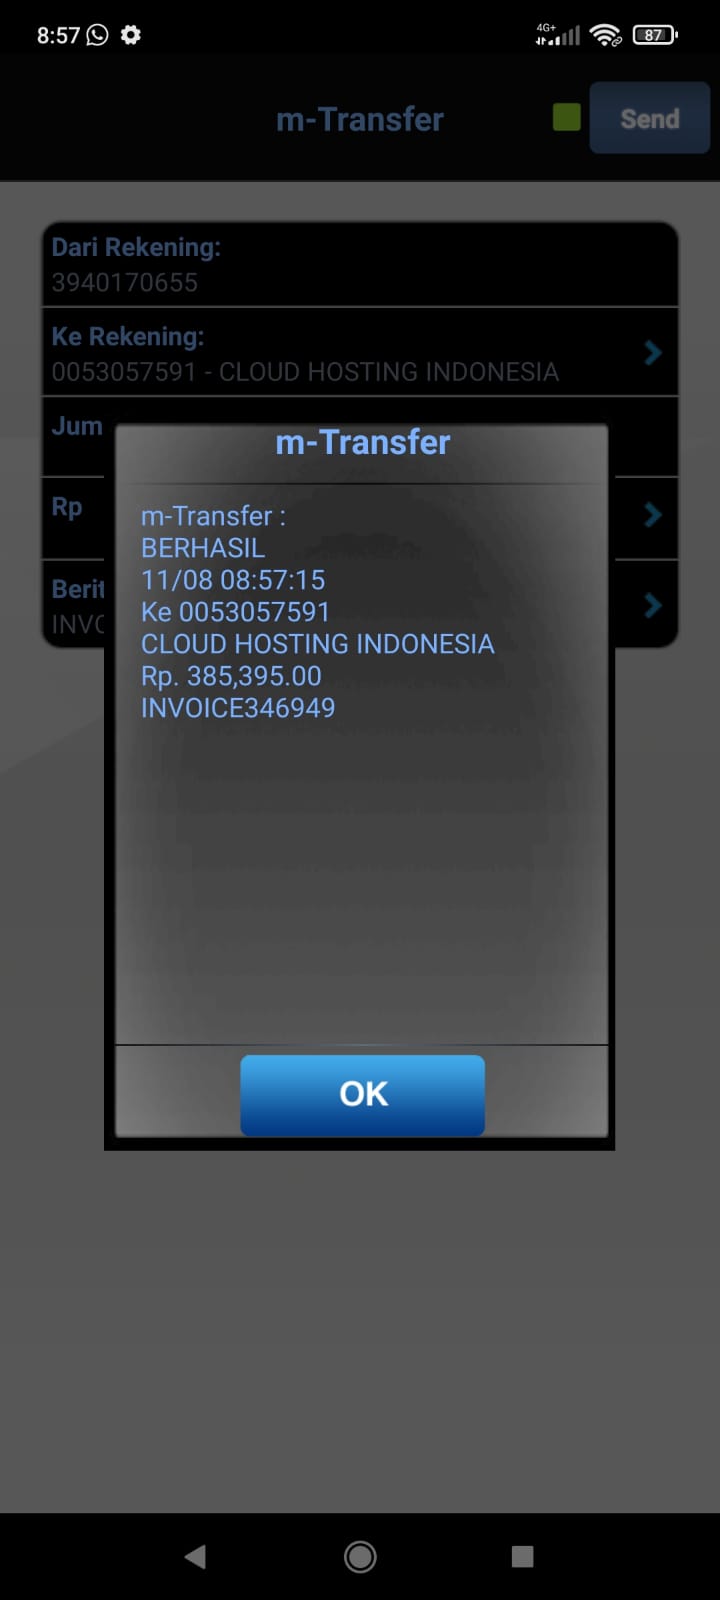 8:57
4G+
87
m-Transfer
Send
Dari Rekening:
3940170655
Ke Rekening:
0053057591 - CLOUD HOSTING INDONESIA
Jum
Rp
Berit
INVO
m-Transfer
m-Transfer :
BERHASIL
11/08 08:57:15
Ke 0053057591
CLOUD HOSTING INDONESIA
Rp. 385,395.00
INVOICE346949
OK